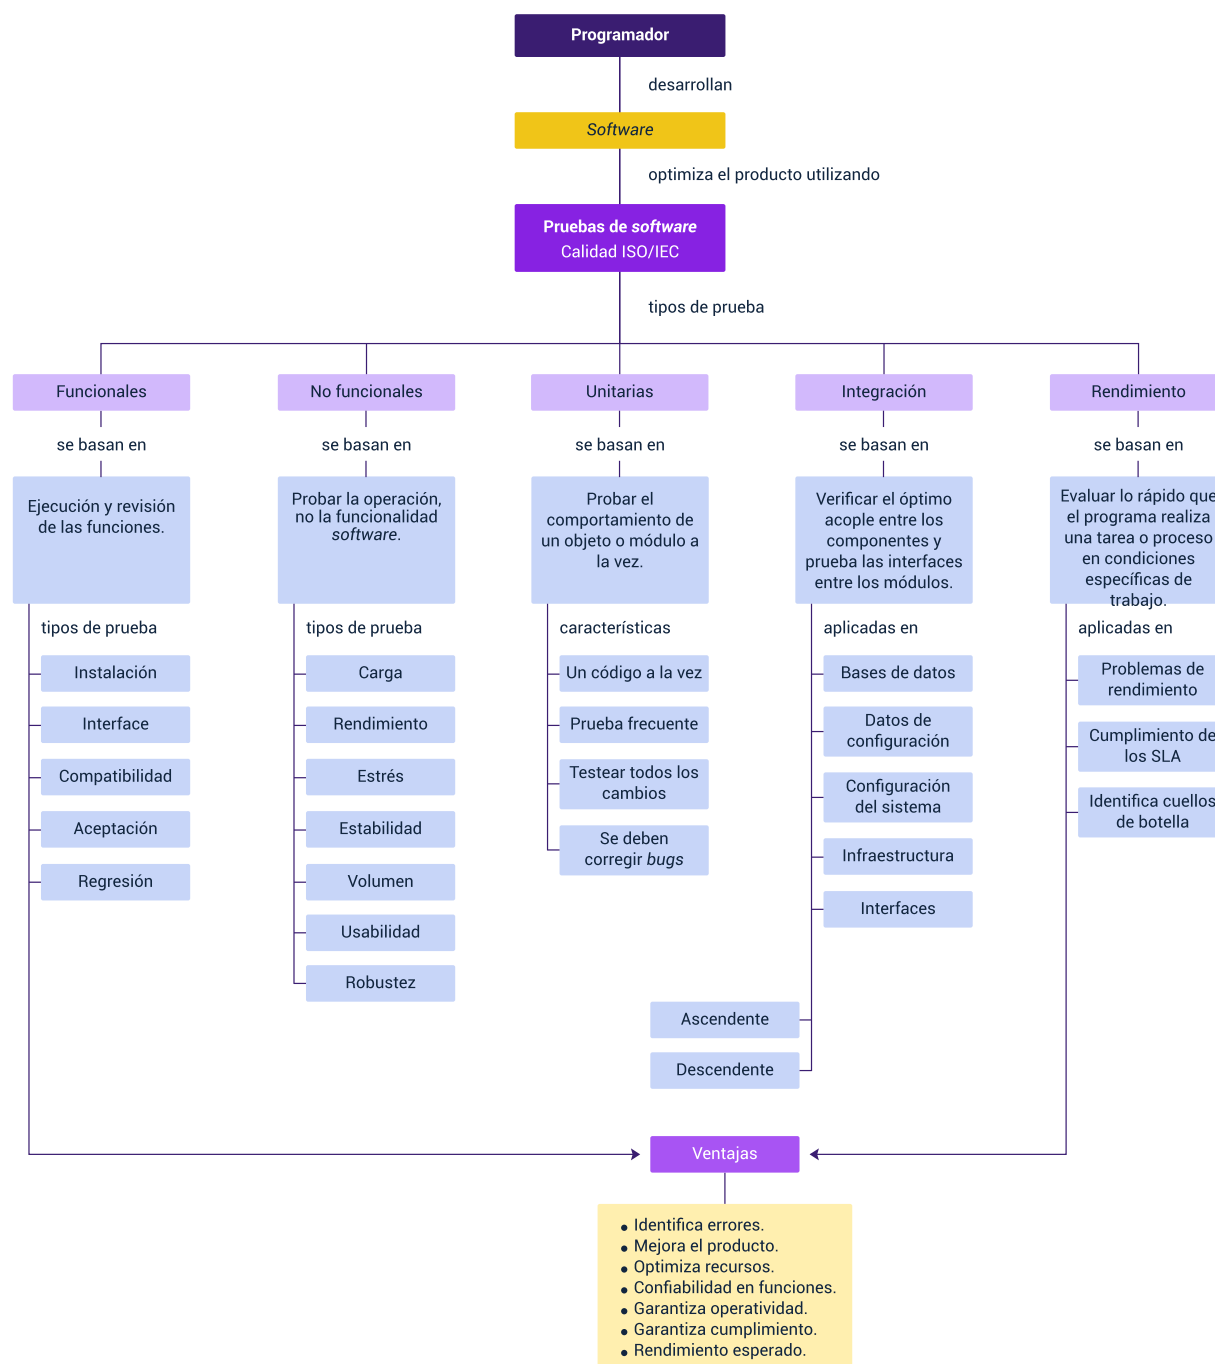 Programador
desarrollan
Software
optimiza el producto utilizando
Pruebas de software
Calidad ISO/IEC
tipos de prueba
Funcionales
se basan en
Ejecución y revisión
de las funciones.
tipos de prueba
Instalación
Interface
Compatibilidad
Aceptación
Regresión
No funcionales
se basan en
Probar la operación,
no la funcionalidad
software.
tipos de prueba
Carga
Rendimiento
Estrés
Estabilidad
Volumen
Usabilidad
Robustez
Unitarias
se basan en
Probar el
comportamiento de
un objeto o módulo a
la vez.
características
Un código a la vez
Prueba frecuente
Testear todos los
cambios
Se deben
corregir bugs
Integración
se basan en
Verificar el óptimo
acople entre los
componentes y
prueba las interfaces
entre los módulos.
aplicadas en
Bases de datos
Datos de
configuración
Configuración
del sistema
Infraestructura
Interfaces
Ascendente
Descendente
Rendimiento
se basan en
Evaluar lo rápido que
el programa realiza
una tarea o proceso
en condiciones
específicas de
trabajo.
aplicadas en
Problemas de
rendimiento
Cumplimiento de
los SLA
Identifica cuellos
de botella
Ventajas
• Identifica errores.
• Mejora el producto.
• Optimiza recursos.
• Confiabilidad en funciones.
• Garantiza operatividad.
• Garantiza cumplimiento.
• Rendimiento esperado.